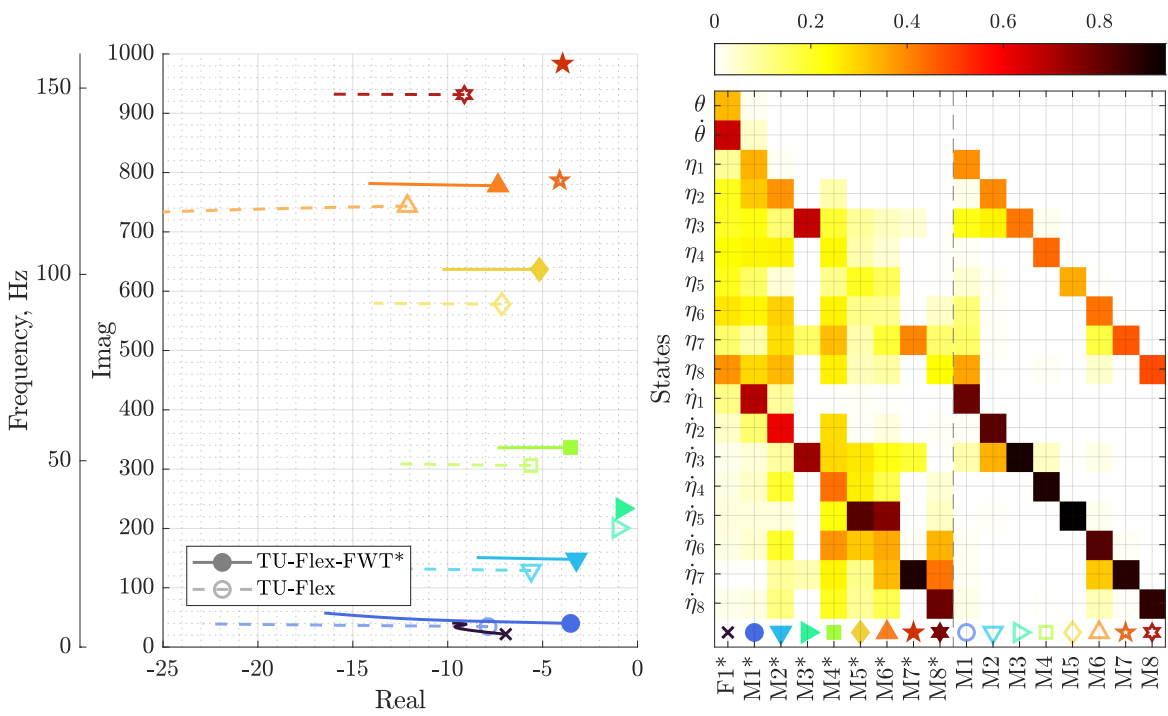 0 0.2 0.4 0.6 0.8
Frequency, Hz
150
100
50
0
Imag
1000
900
800
700
600
500
400
300
200
100
0
TU-Flex-FWT*
TU-Flex
-25 -20 -15 -10 -5 0
Real
States
θ
θ̇
η₁
η₂
η₃
η₄
η₅
η₆
η₇
η₈
η̇₁
η̇₂
η̇₃
η̇₄
η̇₅
η̇₆
η̇₇
η̇₈
F1* M1* M2* M3* M4* M5* M6* M7* M8* M1 M2 M3 M4 M5 M6 M7 M8